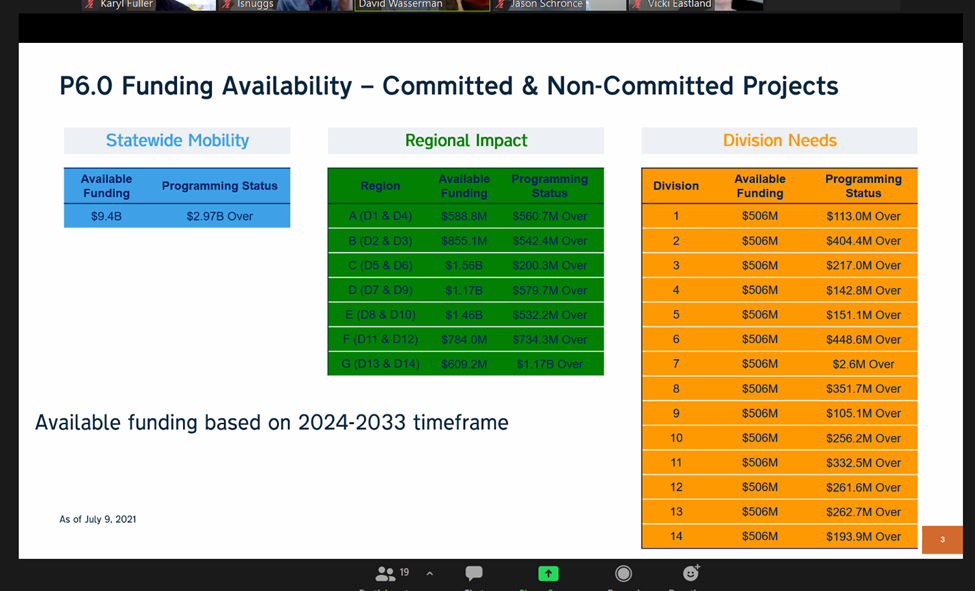 Karyl Fuller
lsnuggs
David Wasserman
Jason Schronce
Vicki Eastland
P6.0 Funding Availability – Committed & Non-Committed Projects
Statewide Mobility
Available Funding Programming Status
$9.4B $2.97B Over
Regional Impact
Region Available Funding Programming Status
A (D1 & D4) $588.8M $560.7M Over
B (D2 & D3) $855.1M $542.4M Over
C (D5 & D6) $1.56B $200.3M Over
D (D7 & D9) $1.17B $579.7M Over
E (D8 & D10) $1.46B $532.2M Over
F (D11 & D12) $784.0M $734.3M Over
G (D13 & D14) $609.2M $1.17B Over
Division Needs
Division Available Funding Programming Status
1 $506M $113.0M Over
2 $506M $404.4M Over
3 $506M $217.0M Over
4 $506M $142.8M Over
5 $506M $151.1M Over
6 $506M $448.6M Over
7 $506M $2.6M Over
8 $506M $351.7M Over
9 $506M $105.1M Over
10 $506M $256.2M Over
11 $506M $332.5M Over
12 $506M $261.6M Over
13 $506M $262.7M Over
14 $506M $193.9M Over
Available funding based on 2024-2033 timeframe
As of July 9, 2021
3
19